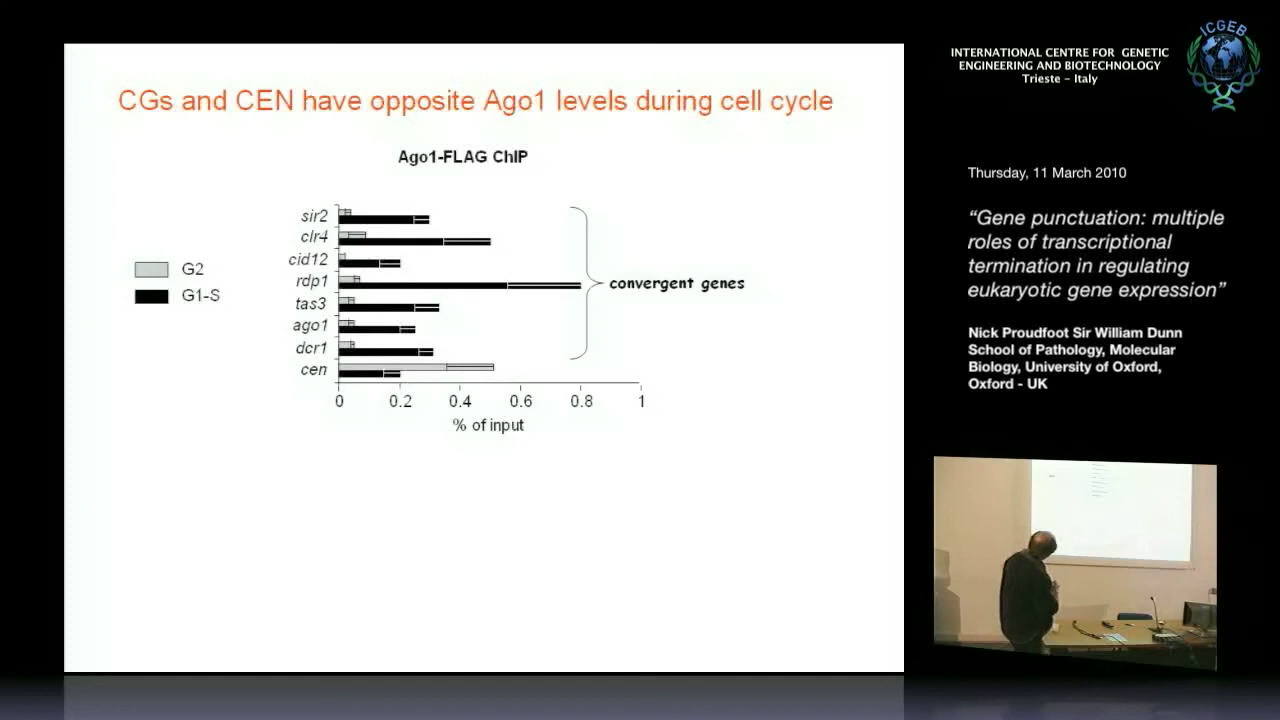 CGs and CEN have opposite Ago1 levels during cell cycle
Ago1-FLAG ChIP
sir2
clr4
cid12
rdp1
tas3
ago1
dcr1
cen
G2
G1-S
convergent genes
0 0.2 0.4 0.6 0.8 1
% of input
ICGEB
INTERNATIONAL CENTRE FOR GENETIC
ENGINEERING AND BIOTECHNOLOGY
Trieste - Italy
Thursday, 11 March 2010
“Gene punctuation: multiple
roles of transcriptional
termination in regulating
eukaryotic gene expression”
Nick Proudfoot Sir William Dunn
School of Pathology, Molecular
Biology, University of Oxford,
Oxford - UK